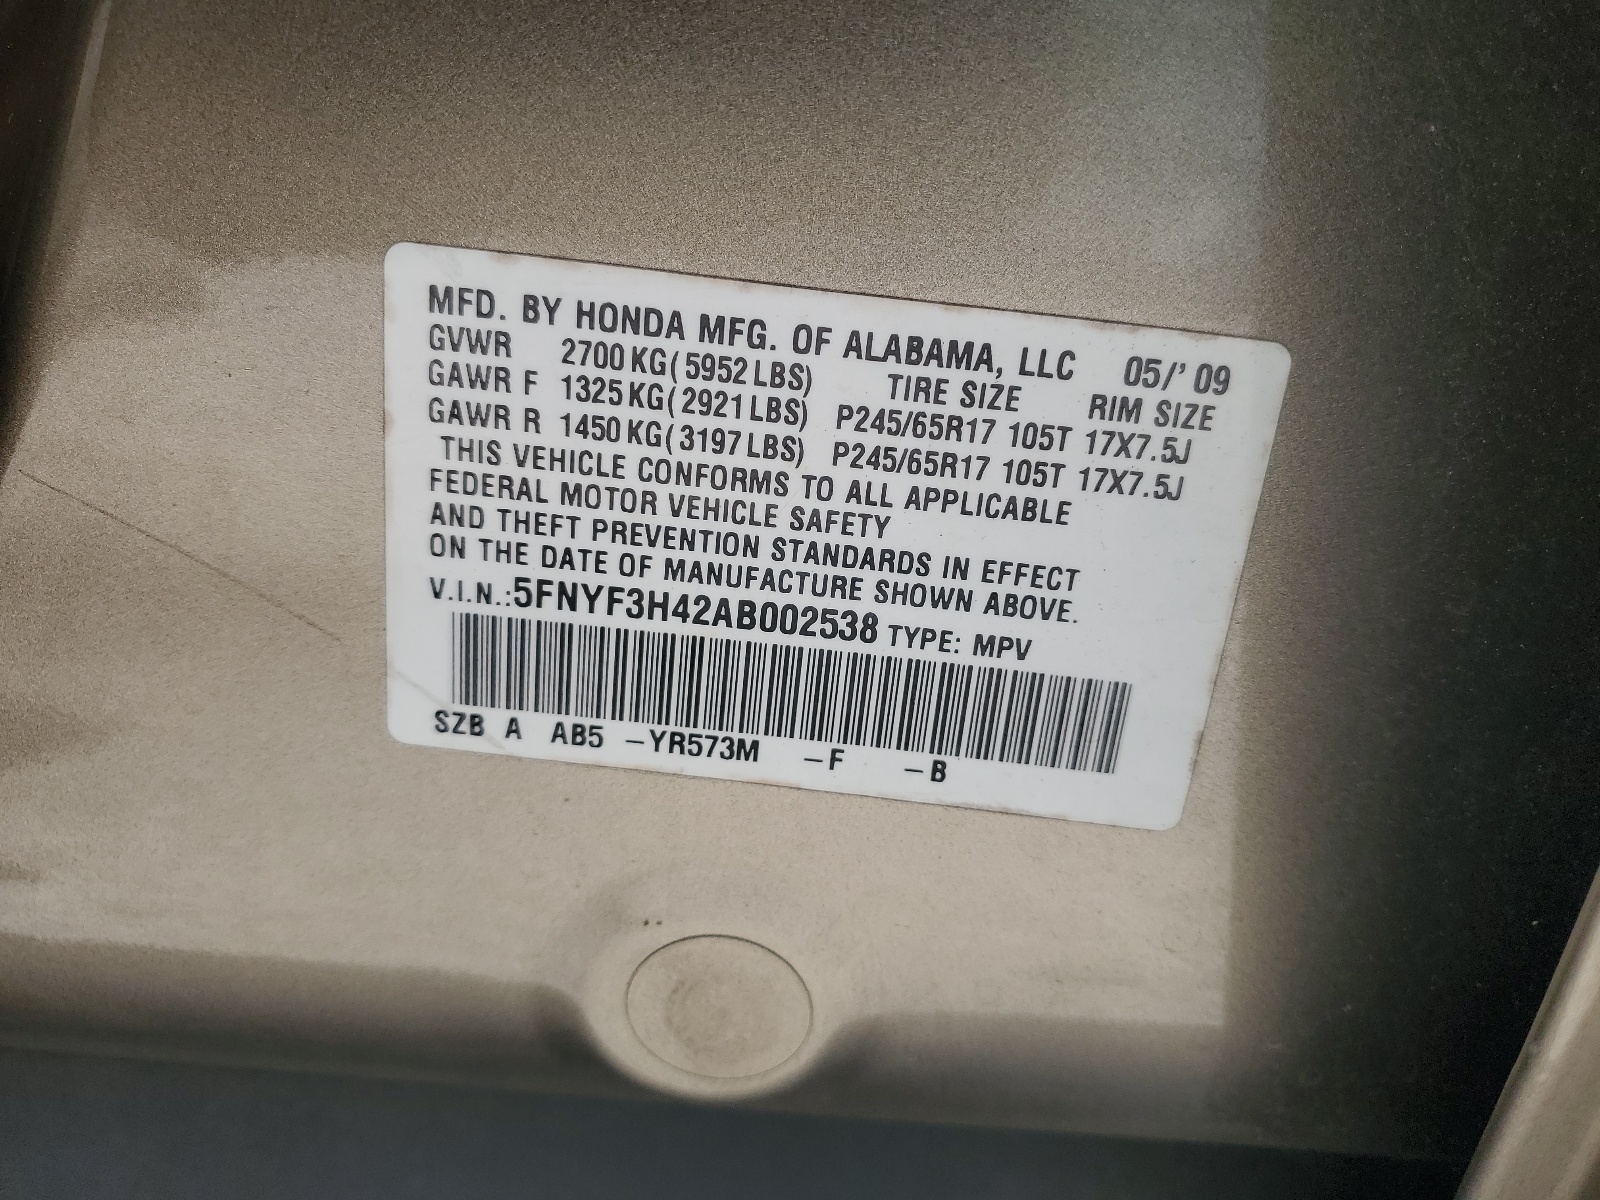 MFD. BY HONDA MFG. OF ALABAMA, LLC 05/'09
GVWR 2700 KG(5952 LBS) TIRE SIZE RIM SIZE
GAWR F 1325 KG(2921 LBS) P245/65R17 105T 17X7.5J
GAWR R 1450 KG(3197 LBS) P245/65R17 105T 17X7.5J
THIS VEHICLE CONFORMS TO ALL APPLICABLE
FEDERAL MOTOR VEHICLE SAFETY
AND THEFT PREVENTION STANDARDS IN EFFECT
ON THE DATE OF MANUFACTURE SHOWN ABOVE.
V.I.N.:5FNYF3H42AB002538 TYPE: MPV
SZB A AB5 -YR573M -F -B